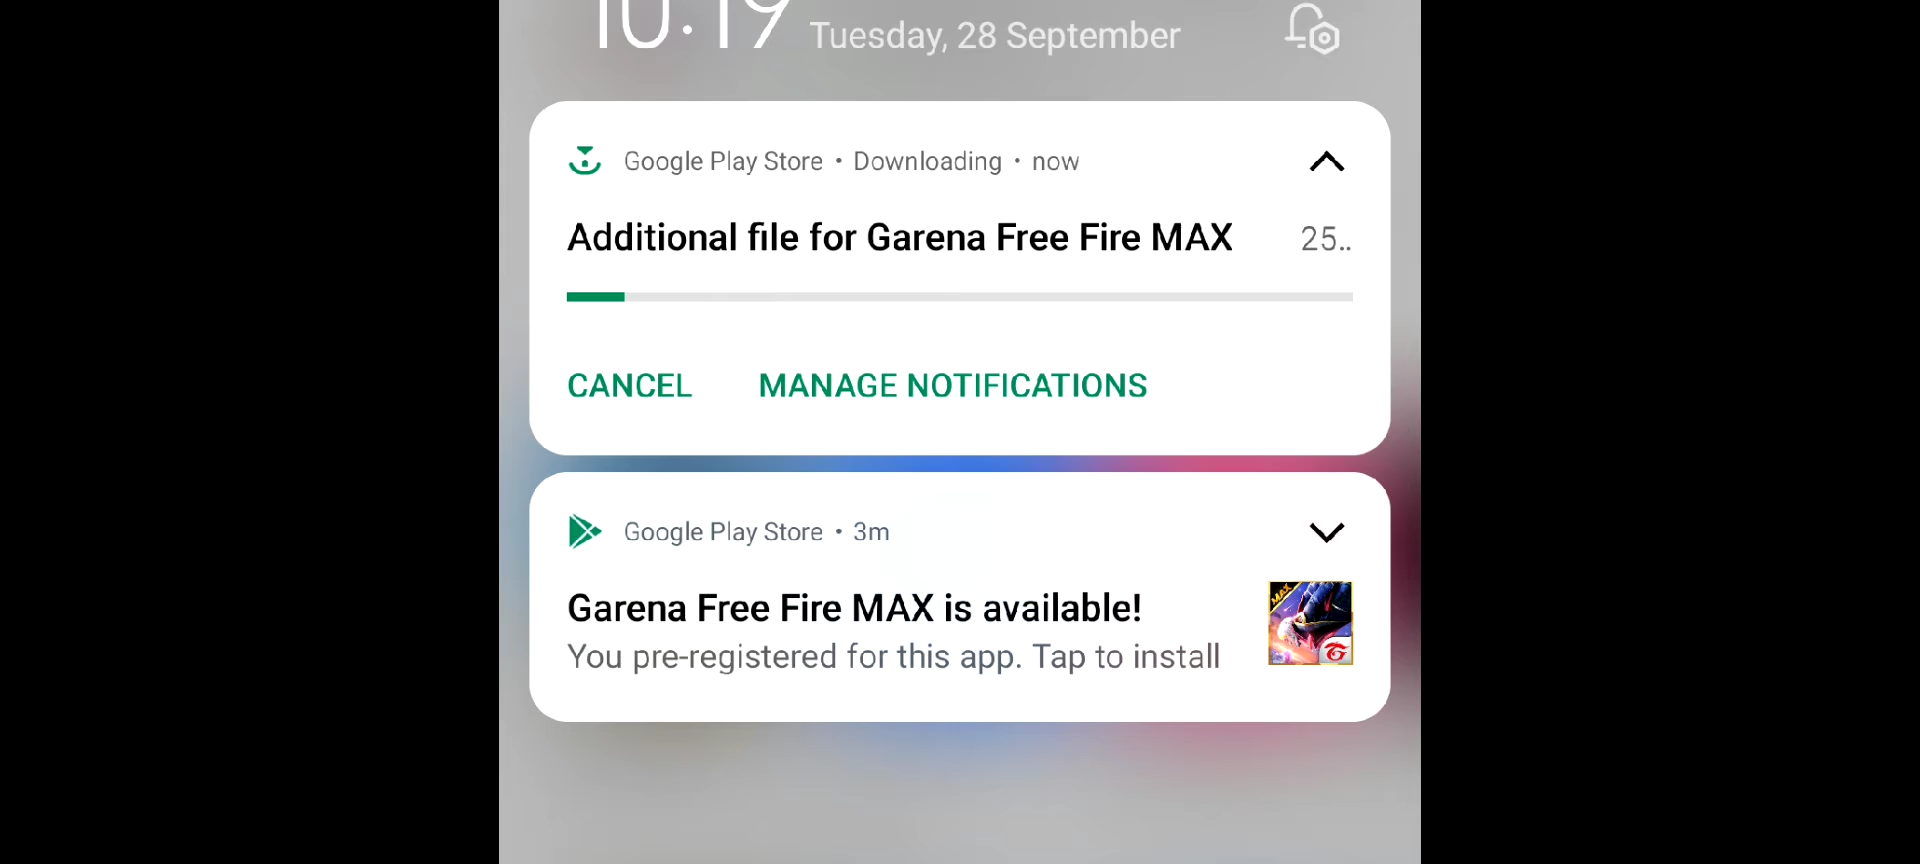 10:19 Tuesday, 28 September
Google Play Store • Downloading • now
Additional file for Garena Free Fire MAX 25..
CANCEL MANAGE NOTIFICATIONS
Google Play Store • 3m
Garena Free Fire MAX is available!
You pre-registered for this app. Tap to install
MAX